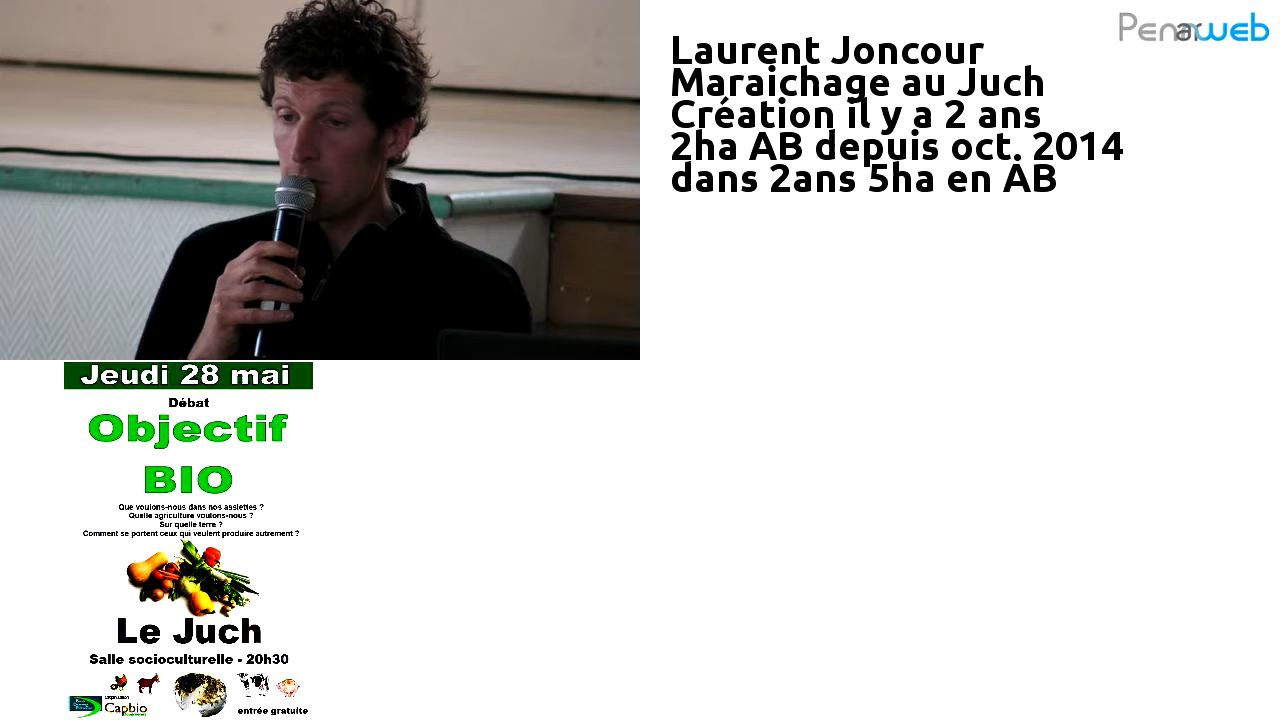 Penarweb
Laurent Joncour
Maraichage au Juch
Création il y a 2 ans
2ha AB depuis oct. 2014
dans 2ans 5ha en AB
Jeudi 28 mai
Débat
Objectif
BIO
Que voulons-nous dans nos assiettes ?
Quelle agriculture voulons-nous ?
Sur quelle terre ?
Comment se portent ceux qui veulent produire autrement ?
Le Juch
Salle socioculturelle - 20h30
Capbio
entrée gratuite